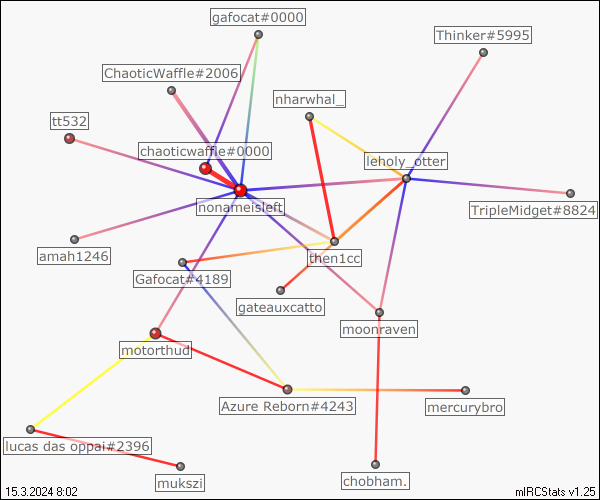 gafocat#0000
Thinker#5995
ChaoticWaffle#2006
nharwhal_
tt532
chaoticwaffle#0000
leholy_otter
nonameisleft
TripleMidget#8824
amah1246
then1cc
Gafocat#4189
gateauxcatto
moonraven
motorthud
Azure Reborn#4243
mercurybro
lucas das oppai#2396
mukszi
chobham.
15.3.2024 8:02
mIRCStats v1.25